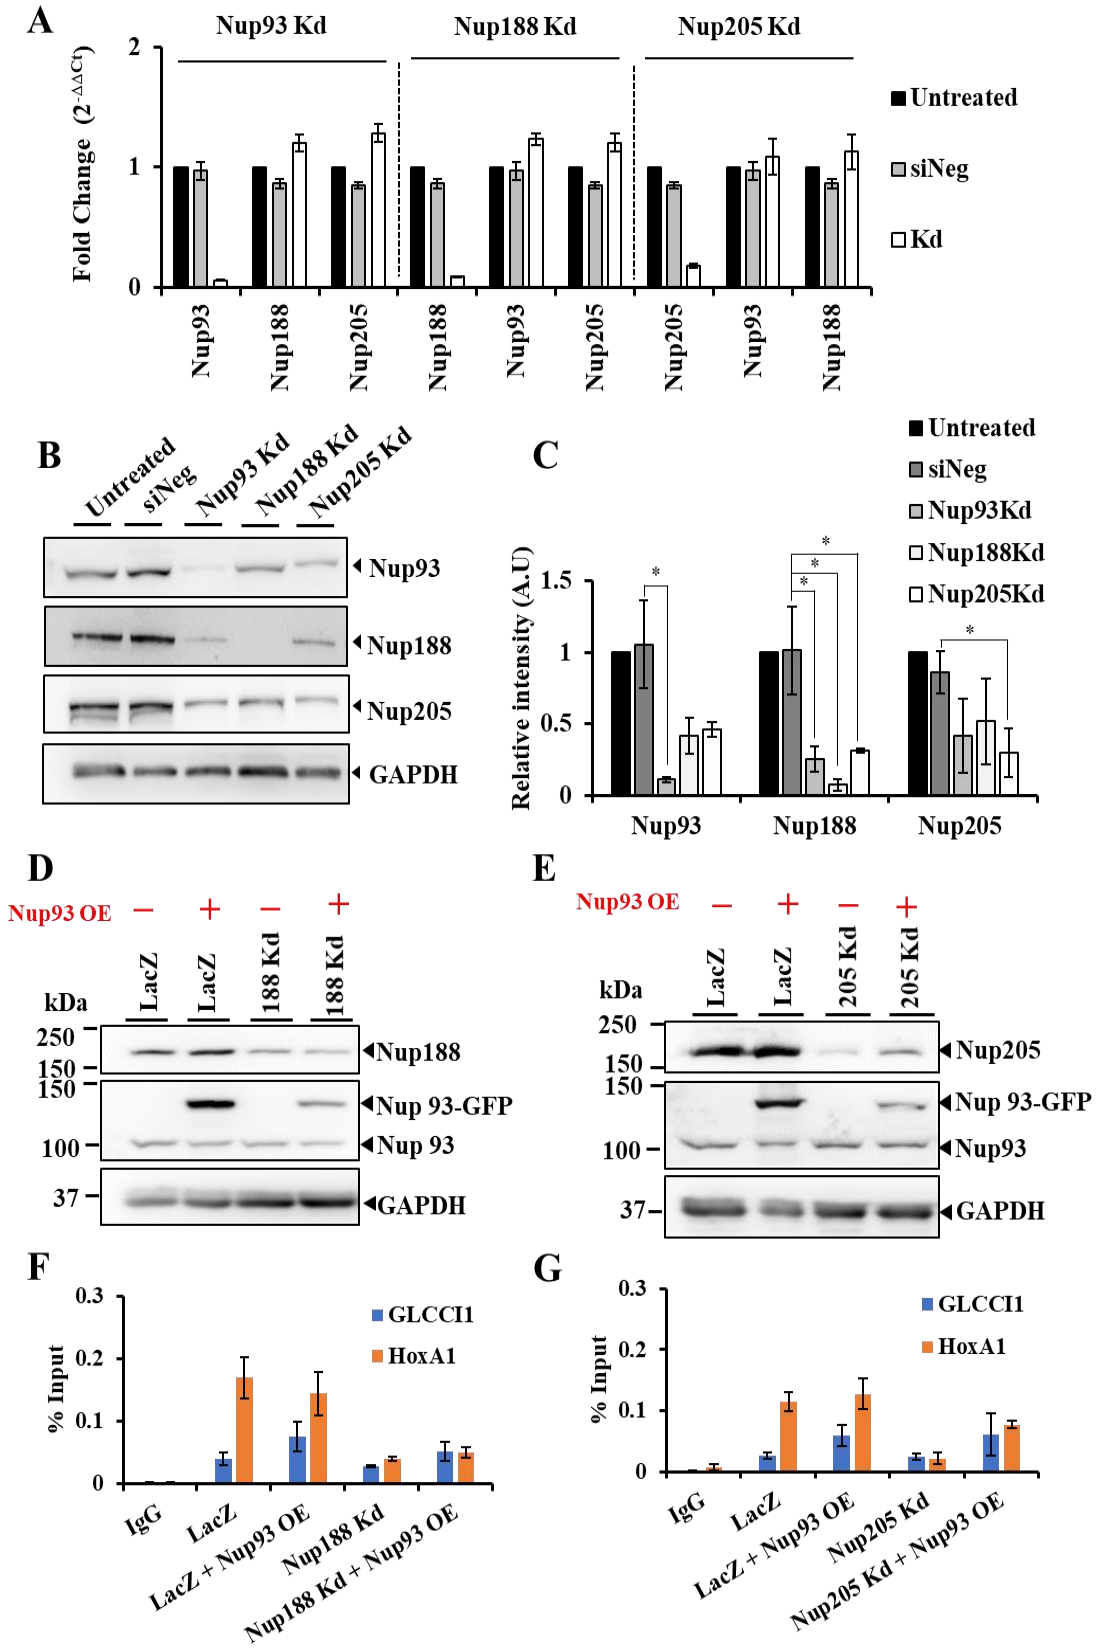 A
Nup93 Kd
Nup188 Kd
Nup205 Kd
Fold Change (2^-ΔΔCt)
2
1
0
Untreated
siNeg
Kd
Nup93
Nup188
Nup205
Nup188
Nup93
Nup205
Nup205
Nup93
Nup188
B
Untreated
siNeg
Nup93 Kd
Nup188 Kd
Nup205 Kd
Nup93
Nup188
Nup205
GAPDH
C
Untreated
siNeg
Nup93Kd
Nup188Kd
Nup205Kd
Relative intensity (A.U)
1.5
1
0.5
0
*
*
*
*
*
Nup93
Nup188
Nup205
D
Nup93 OE
− + − +
LacZ
LacZ
188 Kd
188 Kd
kDa
250
150
150
100
37
Nup188
Nup 93-GFP
Nup 93
GAPDH
E
Nup93 OE
− + − +
LacZ
LacZ
205 Kd
205 Kd
kDa
250
150
150
100
37
Nup205
Nup 93-GFP
Nup93
GAPDH
F
% Input
0.3
0.2
0.1
0
GLCCI1
HoxA1
IgG
LacZ
LacZ + Nup93 OE
Nup188 Kd
Nup188 Kd + Nup93 OE
G
% Input
0.3
0.2
0.1
0
GLCCI1
HoxA1
IgG
LacZ
LacZ + Nup93 OE
Nup205 Kd
Nup205 Kd + Nup93 OE